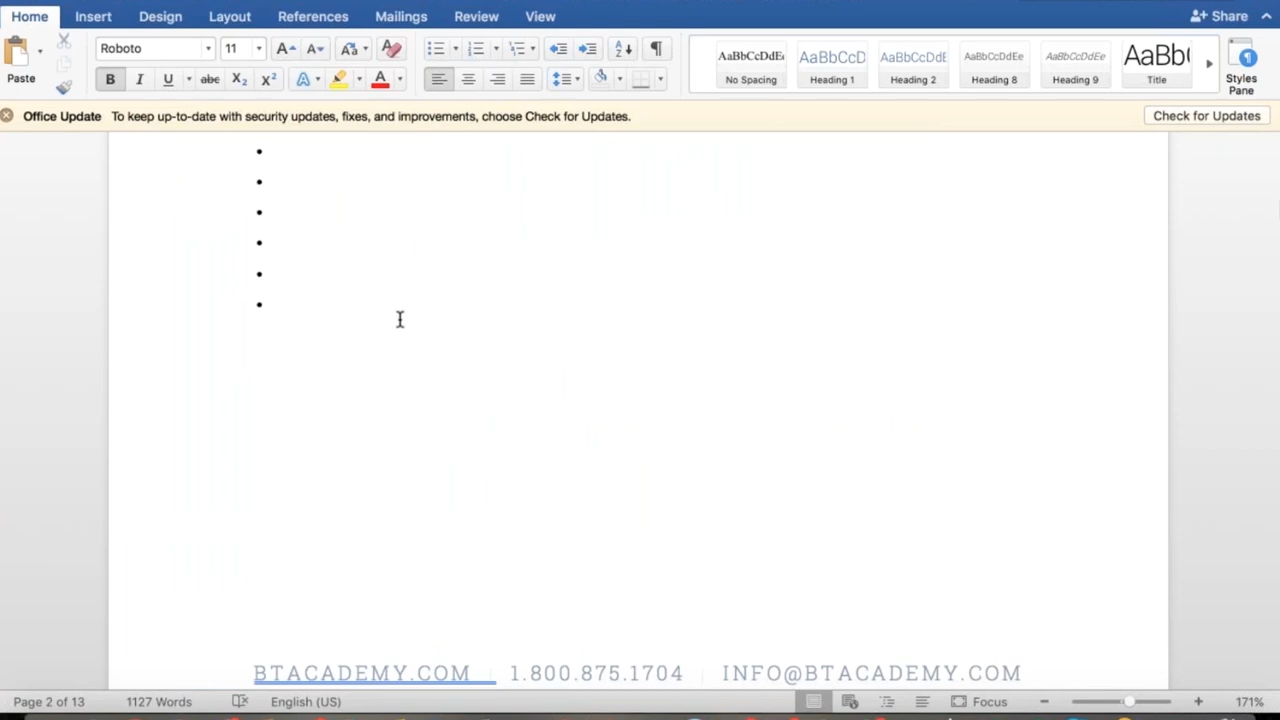 Home Insert Design Layout References Mailings Review View Share
Roboto 11
Paste
B I U abc X2 X2 A A
AaBbCcDdEe AaBbCcD AaBbCcDdE AaBbCcDdEe AaBbCcDdEe AaBb(
No Spacing Heading 1 Heading 2 Heading 8 Heading 9 Title
Styles
Pane
Office Update To keep up-to-date with security updates, fixes, and improvements, choose Check for Updates. Check for Updates
BTACADEMY.COM | 1.800.875.1704 | INFO@BTACADEMY.COM
Page 2 of 13 1127 Words English (US) Focus 171%